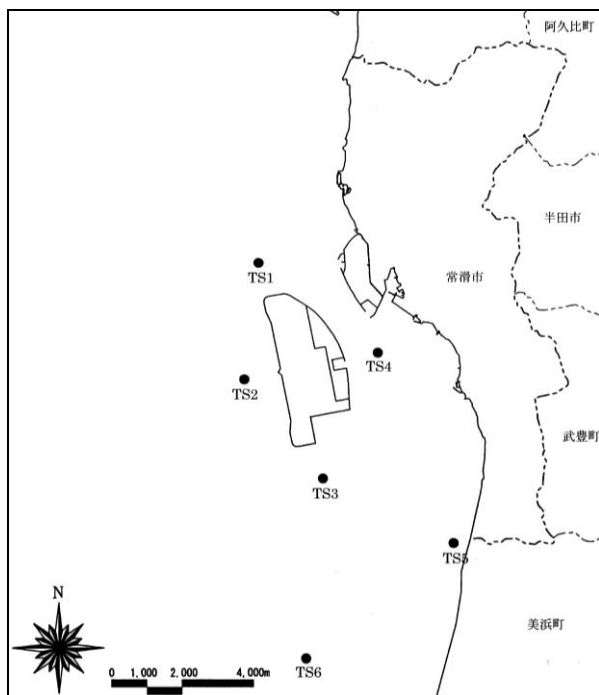 阿久比町
半田市
常滑市
TS1
TS4
TS2
武豊町
TS3
TS5
N
美浜町
TS6
0 1,000 2,000 4,000m